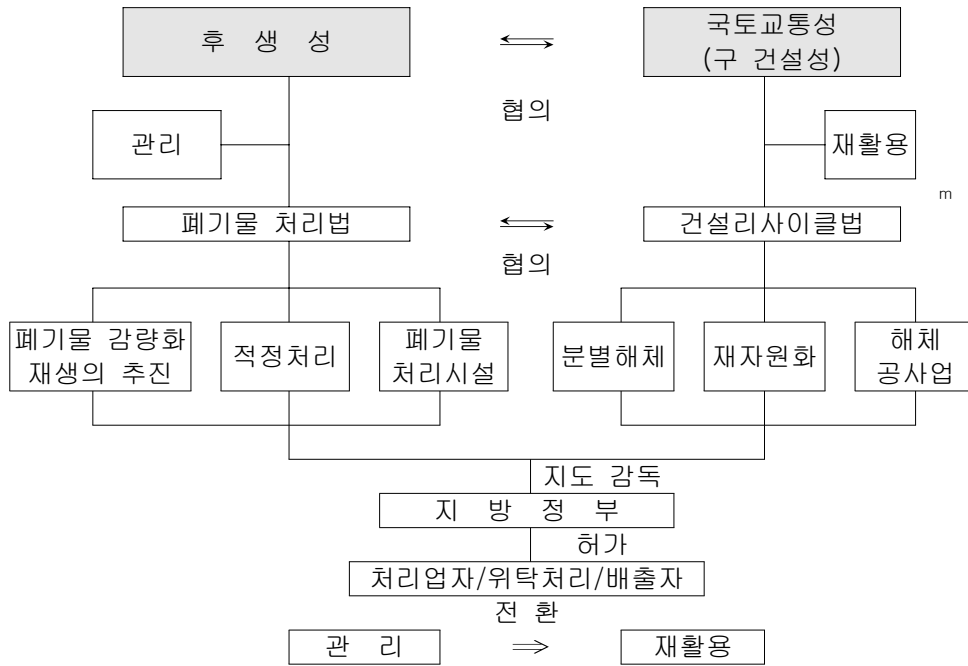 후 생 성
국토교통성
(구 건설성)
협의
관리
재활용
m
폐기물 처리법
건설리사이클법
협의
폐기물 감량화
재생의 추진
적정처리
폐기물
처리시설
분별해체
재자원화
해체
공사업
지도 감독
지 방 정 부
허가
처리업자/위탁처리/배출자
전 환
관 리
⇒
재활용